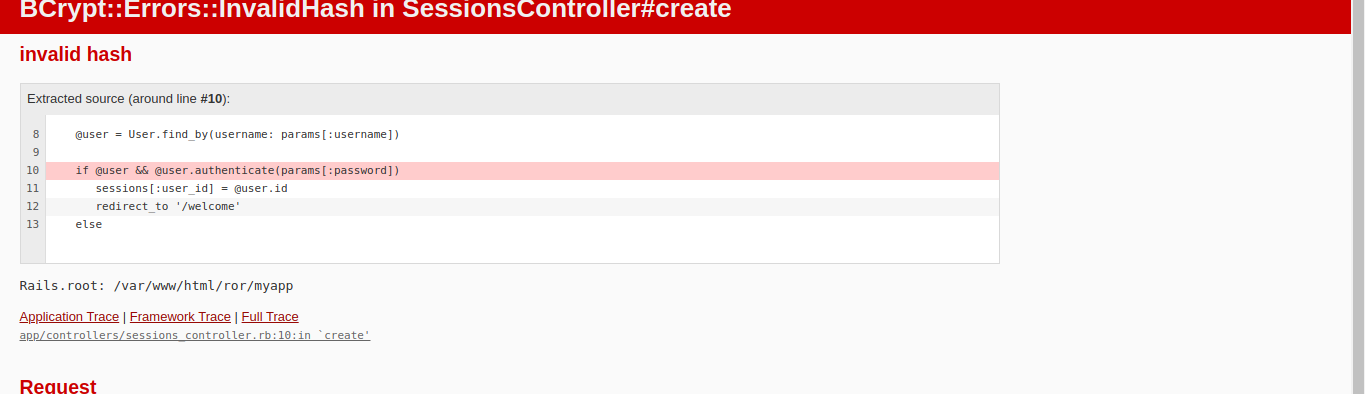 BCrypt::Errors::InvalidHash in SessionsController#create
invalid hash
Extracted source (around line #10):
8 @user = User.find_by(username: params[:username])
9
10 if @user && @user.authenticate(params[:password])
11 sessions[:user_id] = @user.id
12 redirect_to '/welcome'
13 else
Rails.root: /var/www/html/ror/myapp
Application Trace | Framework Trace | Full Trace
app/controllers/sessions_controller.rb:10:in `create'
Request